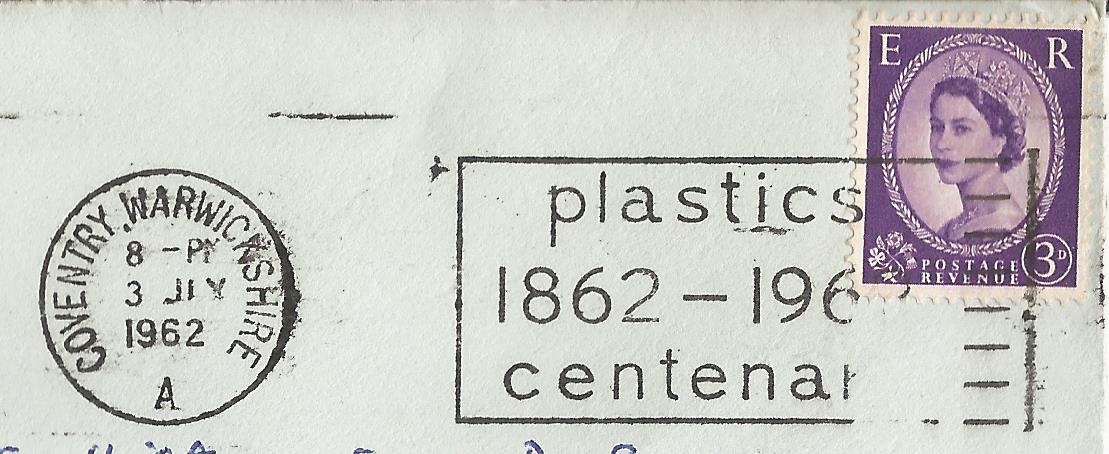 E R
POSTAGE
REVENUE
3D
COVENTRY, WARWICKSHIRE
8 - PM
3 JLY
1962
A
plastics
1862 – 196
centenar